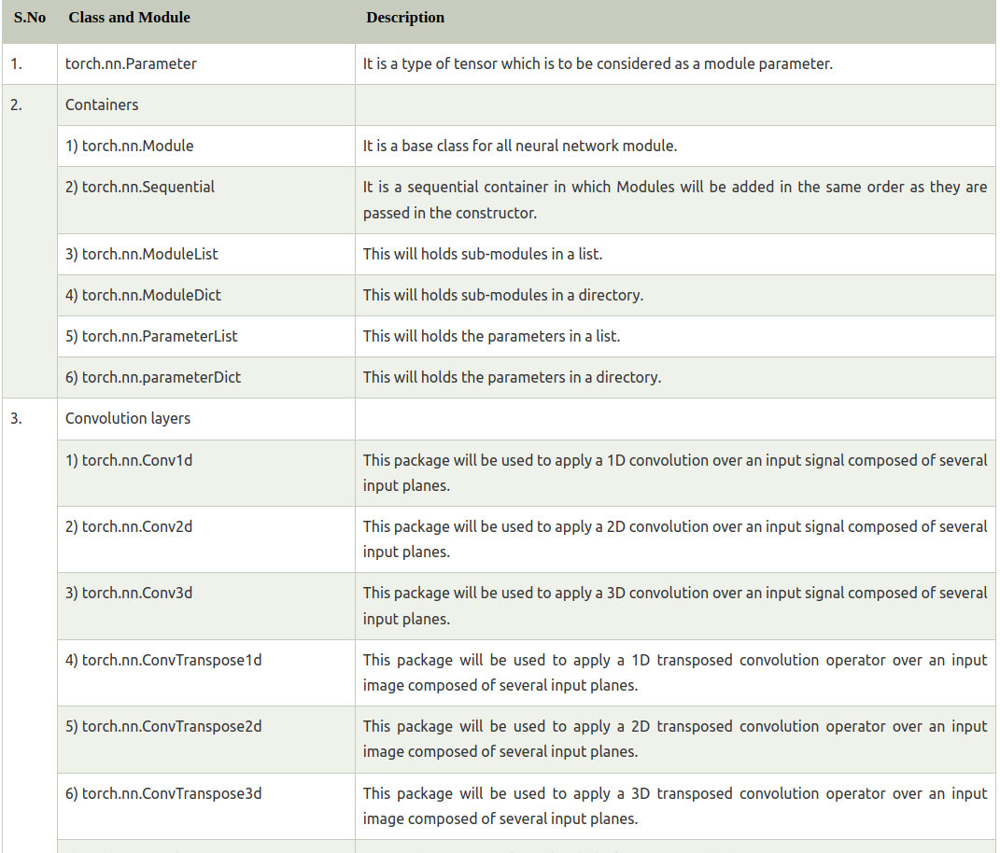 S.No Class and Module Description
1. torch.nn.Parameter It is a type of tensor which is to be considered as a module parameter.
2. Containers
1) torch.nn.Module It is a base class for all neural network module.
2) torch.nn.Sequential It is a sequential container in which Modules will be added in the same order as they are
passed in the constructor.
3) torch.nn.ModuleList This will holds sub-modules in a list.
4) torch.nn.ModuleDict This will holds sub-modules in a directory.
5) torch.nn.ParameterList This will holds the parameters in a list.
6) torch.nn.parameterDict This will holds the parameters in a directory.
3. Convolution layers
1) torch.nn.Conv1d This package will be used to apply a 1D convolution over an input signal composed of several
input planes.
2) torch.nn.Conv2d This package will be used to apply a 2D convolution over an input signal composed of several
input planes.
3) torch.nn.Conv3d This package will be used to apply a 3D convolution over an input signal composed of several
input planes.
4) torch.nn.ConvTranspose1d This package will be used to apply a 1D transposed convolution operator over an input
image composed of several input planes.
5) torch.nn.ConvTranspose2d This package will be used to apply a 2D transposed convolution operator over an input
image composed of several input planes.
6) torch.nn.ConvTranspose3d This package will be used to apply a 3D transposed convolution operator over an input
image composed of several input planes.